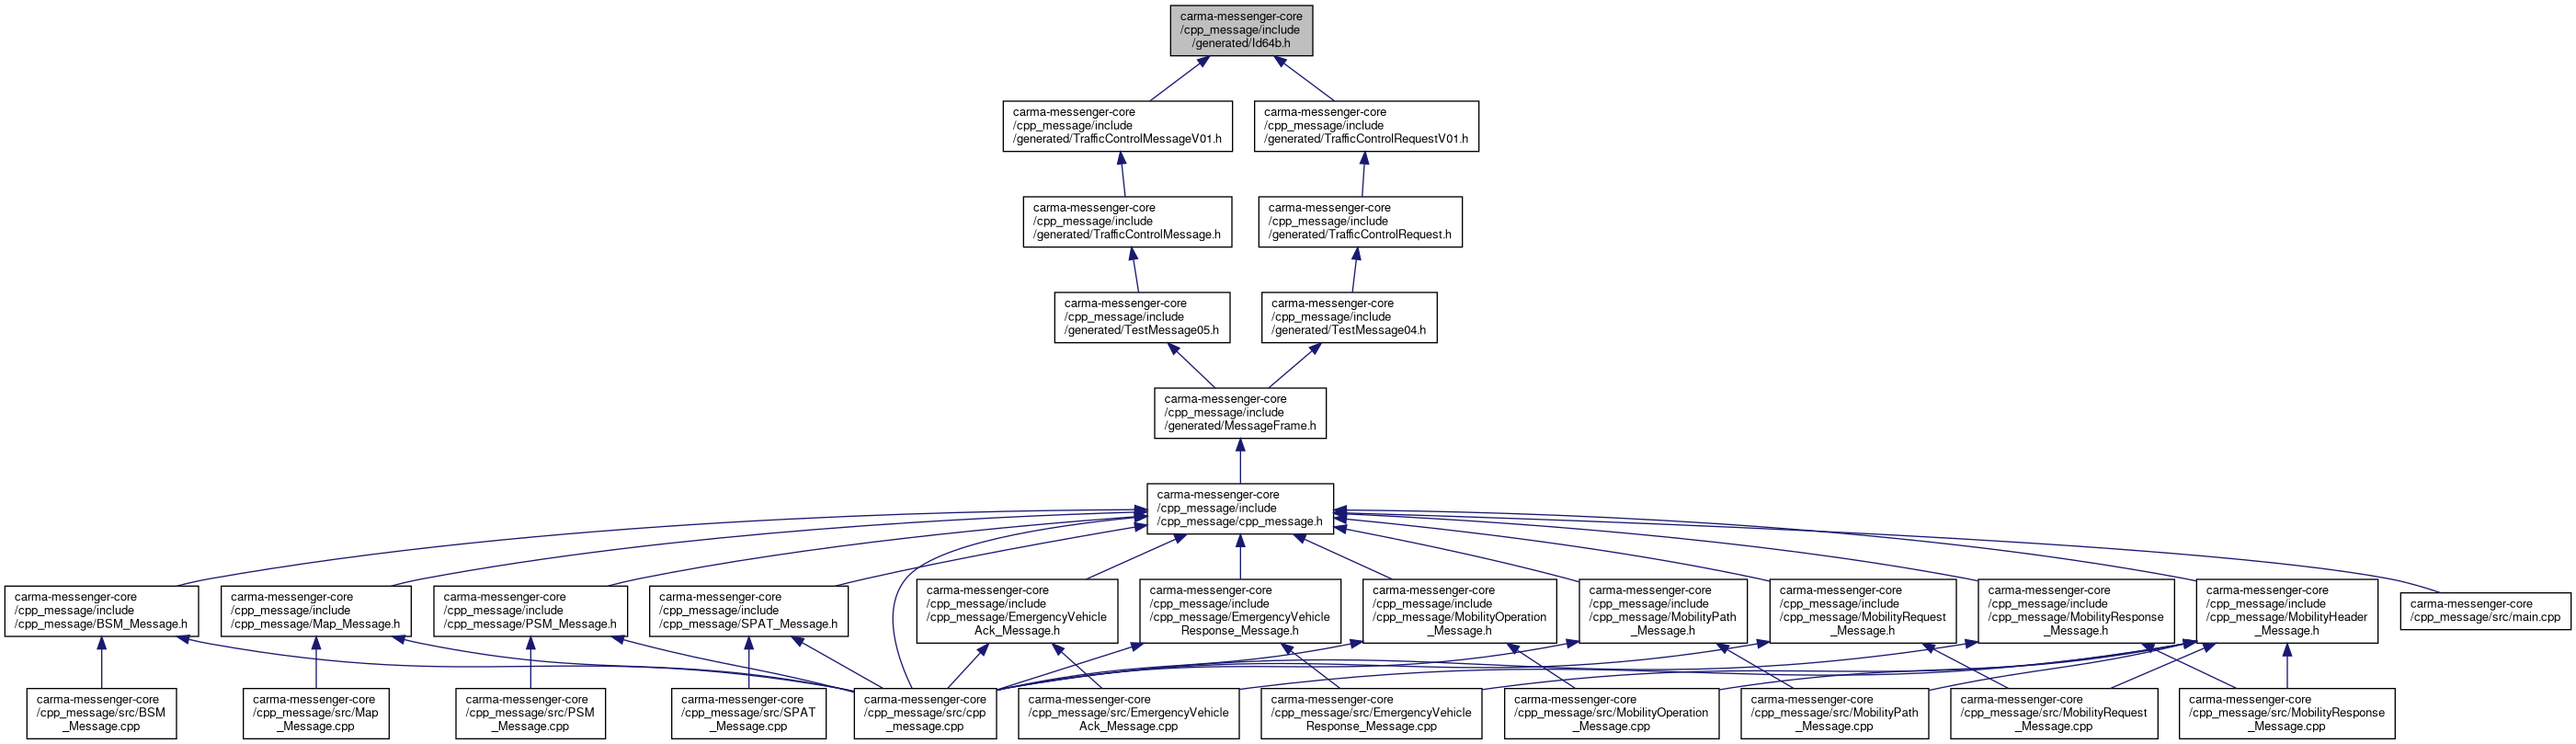 carma-messenger-core
/cpp_message/include
/generated/Id64b.h
carma-messenger-core
/cpp_message/include
/generated/TrafficControlMessageV01.h
carma-messenger-core
/cpp_message/include
/generated/TrafficControlRequestV01.h
carma-messenger-core
/cpp_message/include
/generated/TrafficControlMessage.h
carma-messenger-core
/cpp_message/include
/generated/TrafficControlRequest.h
carma-messenger-core
/cpp_message/include
/generated/TestMessage05.h
carma-messenger-core
/cpp_message/include
/generated/TestMessage04.h
carma-messenger-core
/cpp_message/include
/generated/MessageFrame.h
carma-messenger-core
/cpp_message/include
/cpp_message/cpp_message.h
carma-messenger-core
/cpp_message/include
/cpp_message/BSM_Message.h
carma-messenger-core
/cpp_message/include
/cpp_message/Map_Message.h
carma-messenger-core
/cpp_message/include
/cpp_message/PSM_Message.h
carma-messenger-core
/cpp_message/include
/cpp_message/SPAT_Message.h
carma-messenger-core
/cpp_message/include
/cpp_message/EmergencyVehicle
Ack_Message.h
carma-messenger-core
/cpp_message/include
/cpp_message/EmergencyVehicle
Response_Message.h
carma-messenger-core
/cpp_message/include
/cpp_message/MobilityOperation
_Message.h
carma-messenger-core
/cpp_message/include
/cpp_message/MobilityPath
_Message.h
carma-messenger-core
/cpp_message/include
/cpp_message/MobilityRequest
_Message.h
carma-messenger-core
/cpp_message/include
/cpp_message/MobilityResponse
_Message.h
carma-messenger-core
/cpp_message/include
/cpp_message/MobilityHeader
_Message.h
carma-messenger-core
/cpp_message/src/main.cpp
carma-messenger-core
/cpp_message/src/BSM
_Message.cpp
carma-messenger-core
/cpp_message/src/Map
_Message.cpp
carma-messenger-core
/cpp_message/src/PSM
_Message.cpp
carma-messenger-core
/cpp_message/src/SPAT
_Message.cpp
carma-messenger-core
/cpp_message/src/cpp
_message.cpp
carma-messenger-core
/cpp_message/src/EmergencyVehicle
Ack_Message.cpp
carma-messenger-core
/cpp_message/src/EmergencyVehicle
Response_Message.cpp
carma-messenger-core
/cpp_message/src/MobilityOperation
_Message.cpp
carma-messenger-core
/cpp_message/src/MobilityPath
_Message.cpp
carma-messenger-core
/cpp_message/src/MobilityRequest
_Message.cpp
carma-messenger-core
/cpp_message/src/MobilityResponse
_Message.cpp